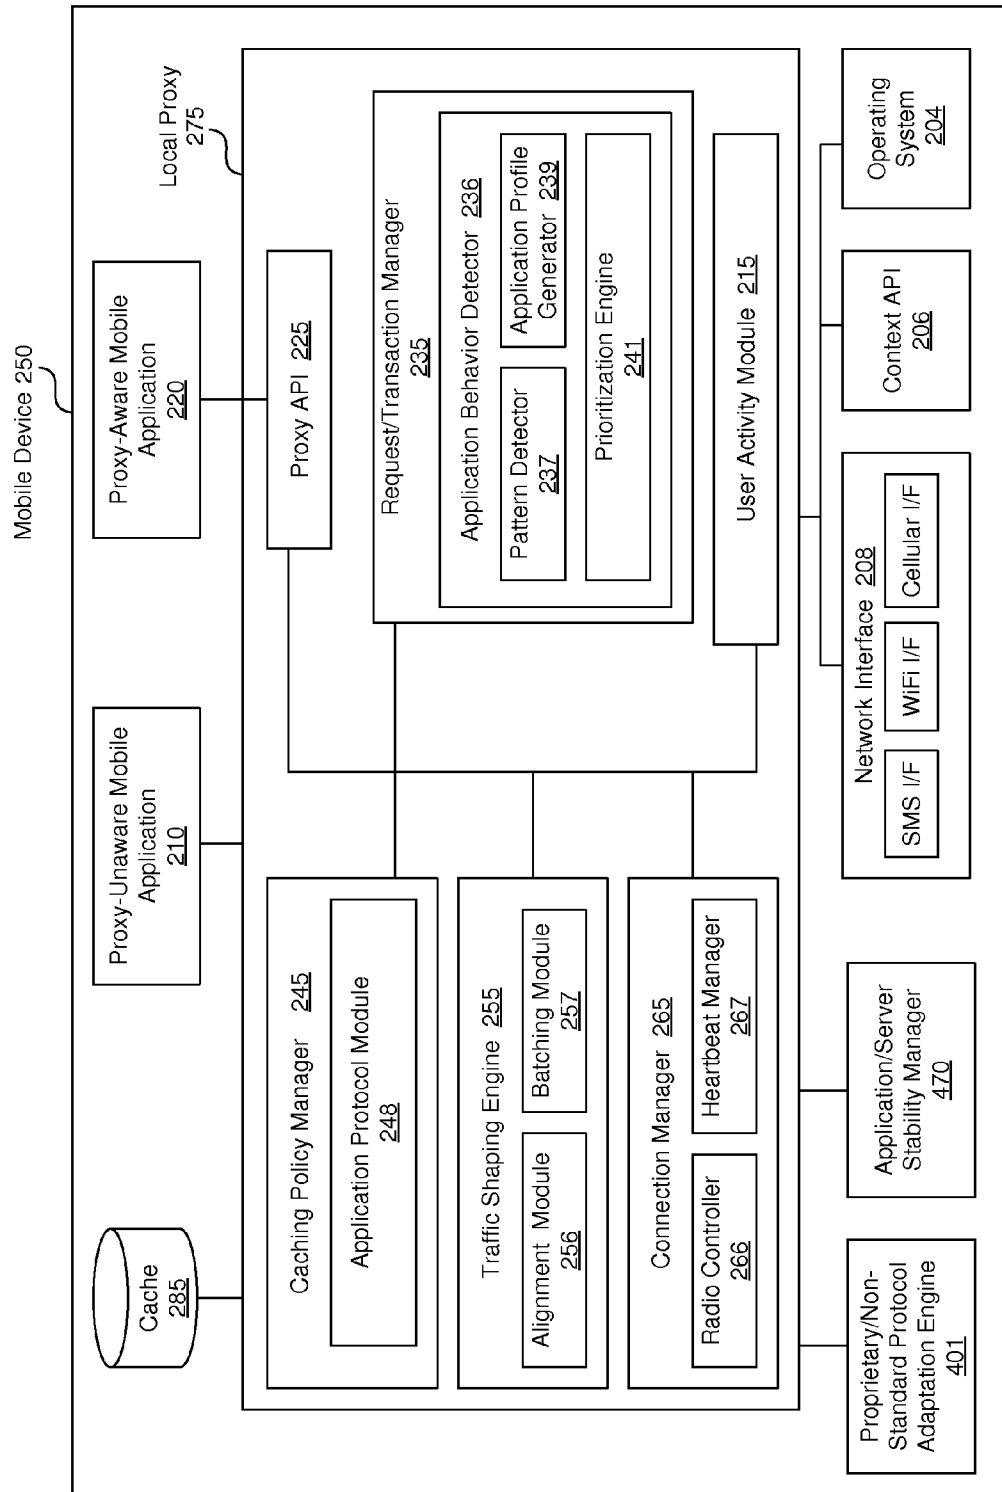 Mobile Device 250
Cache
285
Proxy-Unaware Mobile
Application
210
Proxy-Aware Mobile
Application
220
Local Proxy
275
Caching Policy Manager 245
Application Protocol Module
248
Proxy API 225
Traffic Shaping Engine 255
Alignment Module
256
Batching Module
257
Request/Transaction Manager
235
Application Behavior Detector 236
Pattern Detector
237
Application Profile
Generator 239
Prioritization Engine
241
Connection Manager 265
Radio Controller
266
Heartbeat Manager
267
User Activity Module 215
Proprietary/Non-
Standard Protocol
Adaptation Engine
401
Application/Server
Stability Manager
470
Network Interface 208
SMS I/F
WiFi I/F
Cellular I/F
Context API
206
Operating
System
204